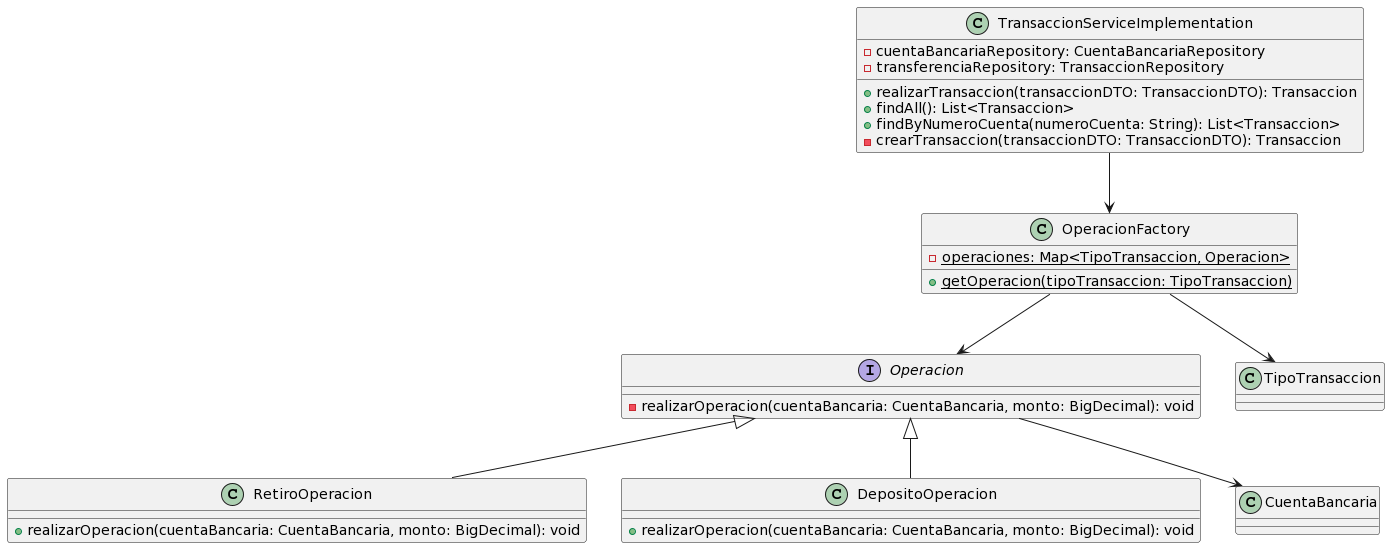 C TransaccionServiceImplementation
cuentaBancariaRepository: CuentaBancariaRepository
transferenciaRepository: TransaccionRepository
realizarTransaccion(transaccionDTO: TransaccionDTO): Transaccion
findAll(): List<Transaccion>
findByNumeroCuenta(numeroCuenta: String): List<Transaccion>
crearTransaccion(transaccionDTO: TransaccionDTO): Transaccion
C OperacionFactory
operaciones: Map<TipoTransaccion, Operacion>
getOperacion(tipoTransaccion: TipoTransaccion)
I Operacion
realizarOperacion(cuentaBancaria: CuentaBancaria, monto: BigDecimal): void
C TipoTransaccion
C RetiroOperacion
realizarOperacion(cuentaBancaria: CuentaBancaria, monto: BigDecimal): void
C DepositoOperacion
realizarOperacion(cuentaBancaria: CuentaBancaria, monto: BigDecimal): void
C CuentaBancaria